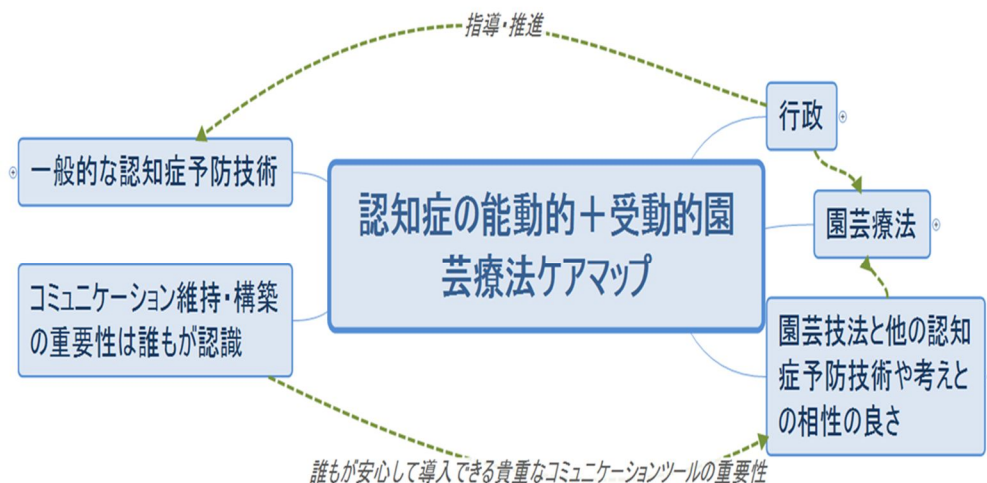 指導・推進
行政
一般的な認知症予防技術
認知症の能動的＋受動的園
芸療法ケアマップ
園芸療法
コミュニケーション維持・構築
の重要性は誰もが認識
園芸技法と他の認知
症予防技術や考えと
の相性の良さ
誰もが安心して導入できる貴重なコミュニケーションツールの重要性